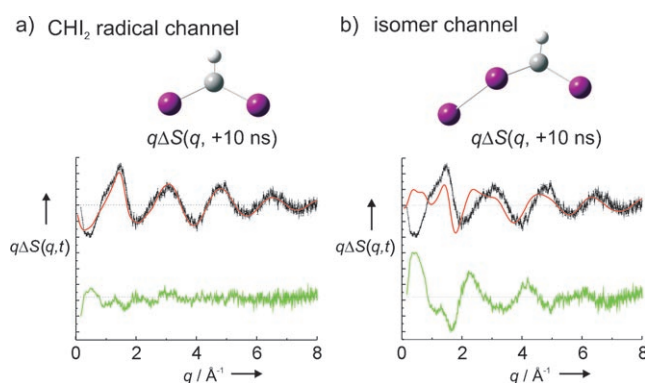 a) CHI₂ radical channel
qΔS(q, +10 ns)
qΔS(q,t)
0 2 4 6 8
q / Å⁻¹
b) isomer channel
qΔS(q, +10 ns)
qΔS(q,t)
0 2 4 6 8
q / Å⁻¹